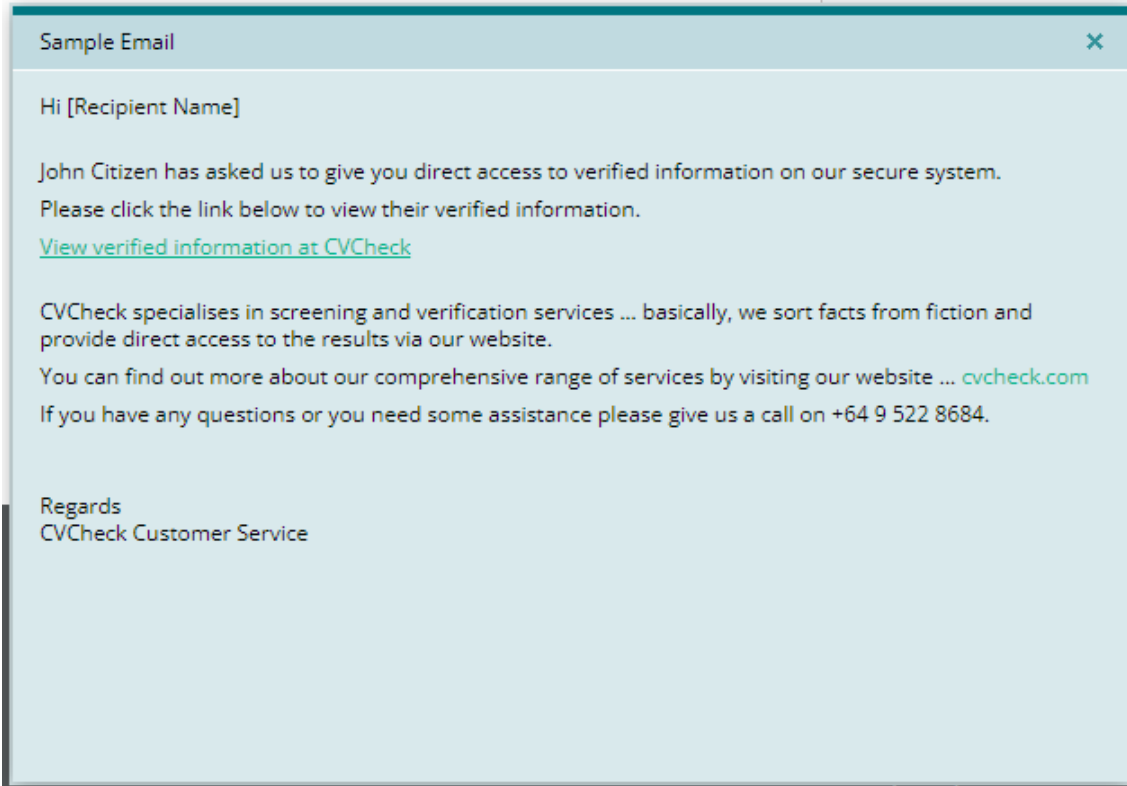 Sample Email
Hi [Recipient Name]
John Citizen has asked us to give you direct access to verified information on our secure system.
Please click the link below to view their verified information.
View verified information at CVCheck
CVCheck specialises in screening and verification services ... basically, we sort facts from fiction and
provide direct access to the results via our website.
You can find out more about our comprehensive range of services by visiting our website ... cvcheck.com
If you have any questions or you need some assistance please give us a call on +64 9 522 8684.
Regards
CVCheck Customer Service